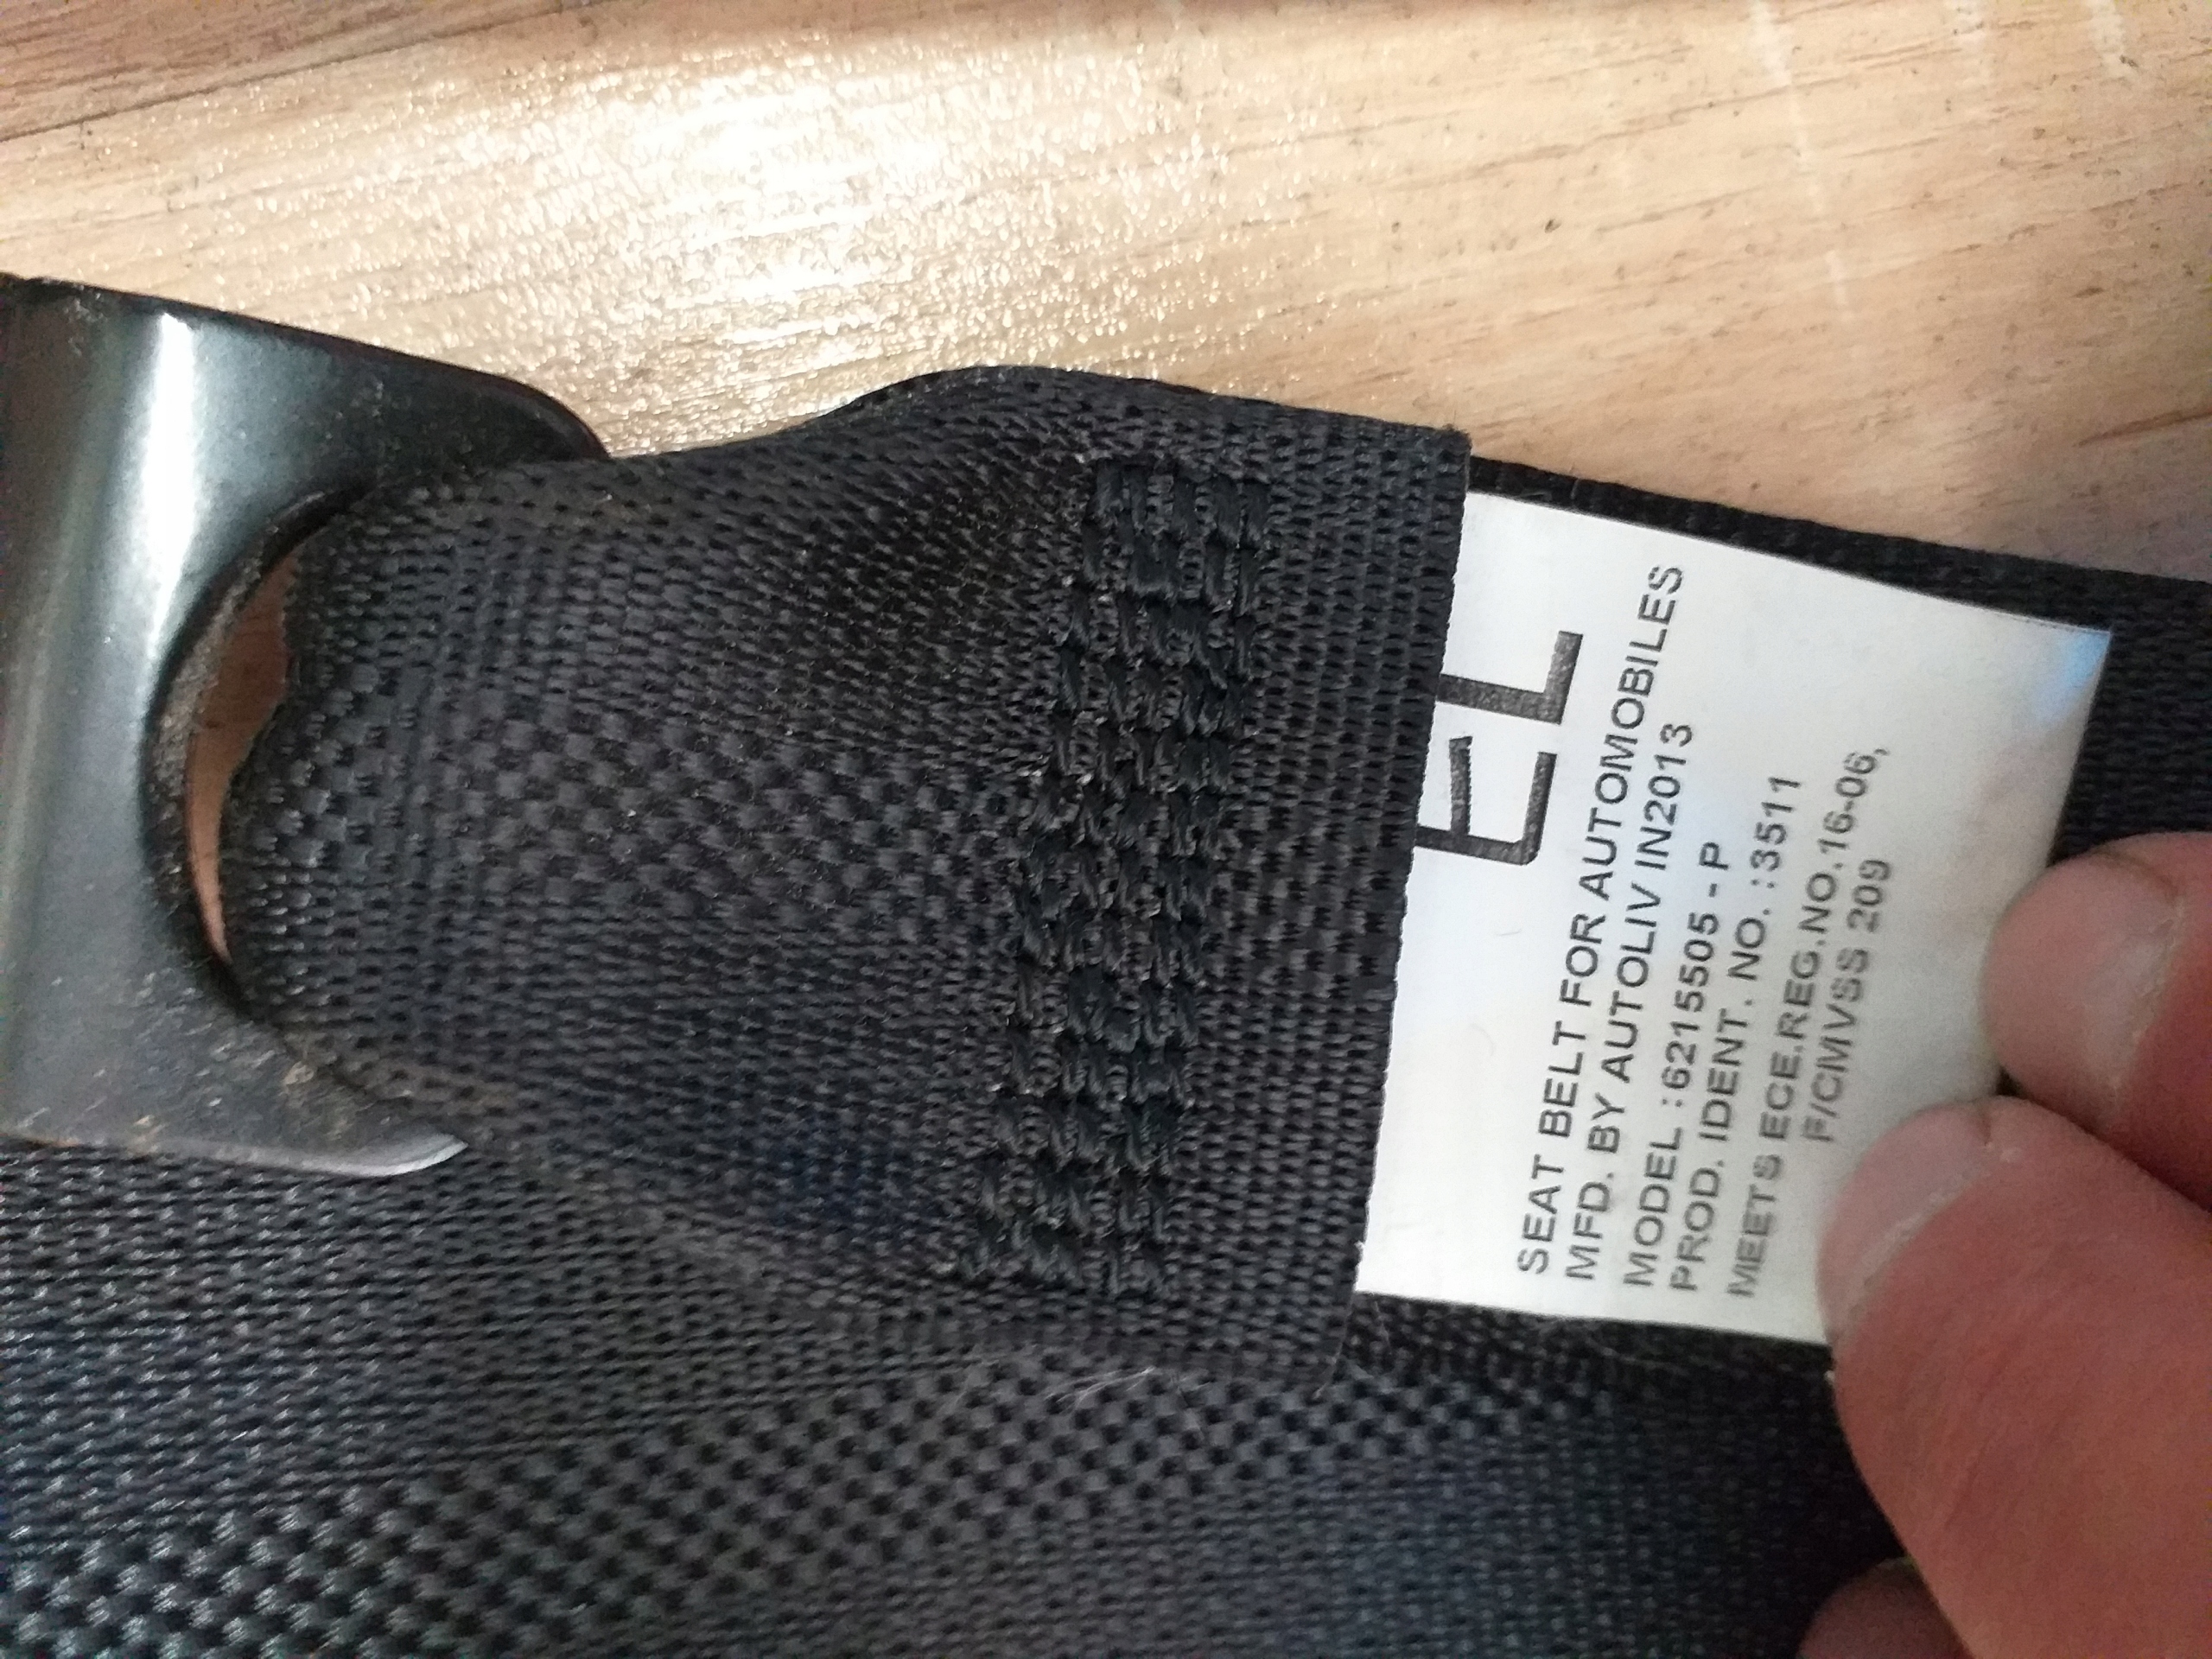 EL
SEAT BELT FOR AUTOMOBILES
MFD. BY AUTOLIV IN2013
MODEL :6215505 - P
PROD. IDENT. NO. :3511
MEETS ECE.REG.NO.16-06,
F/CMVSS 209